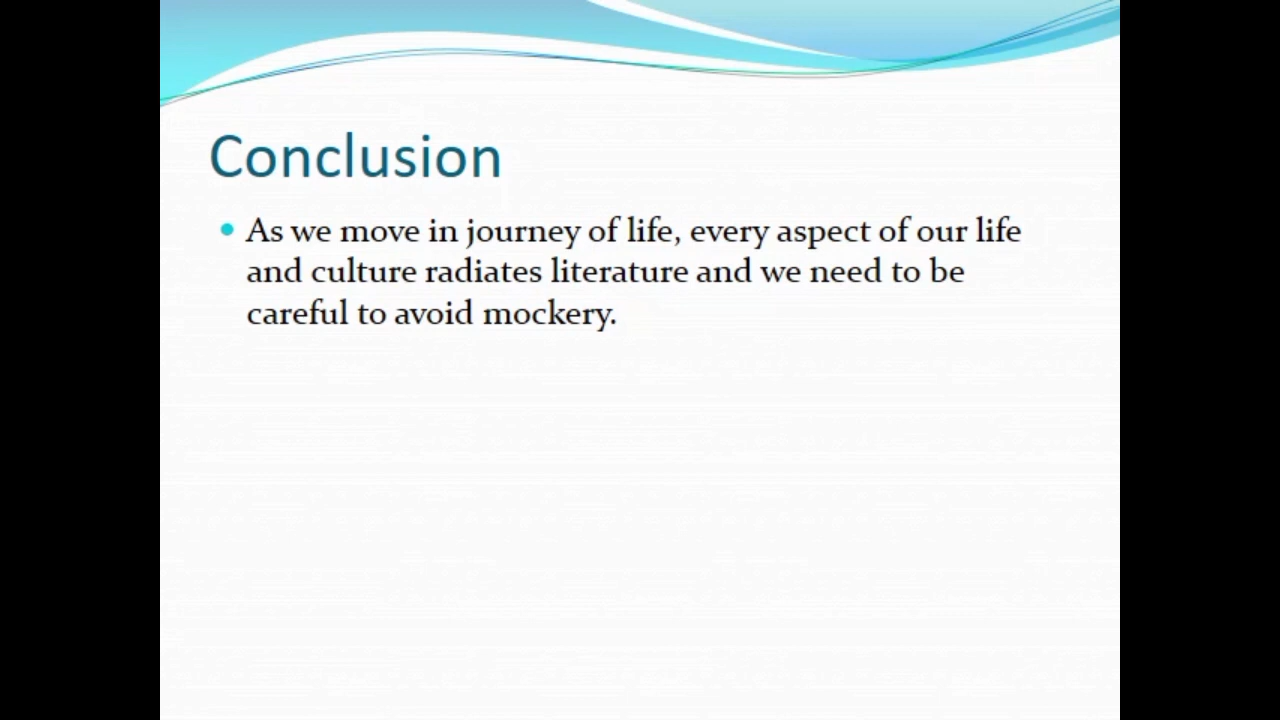 Conclusion
• As we move in journey of life, every aspect of our life
and culture radiates literature and we need to be
careful to avoid mockery.